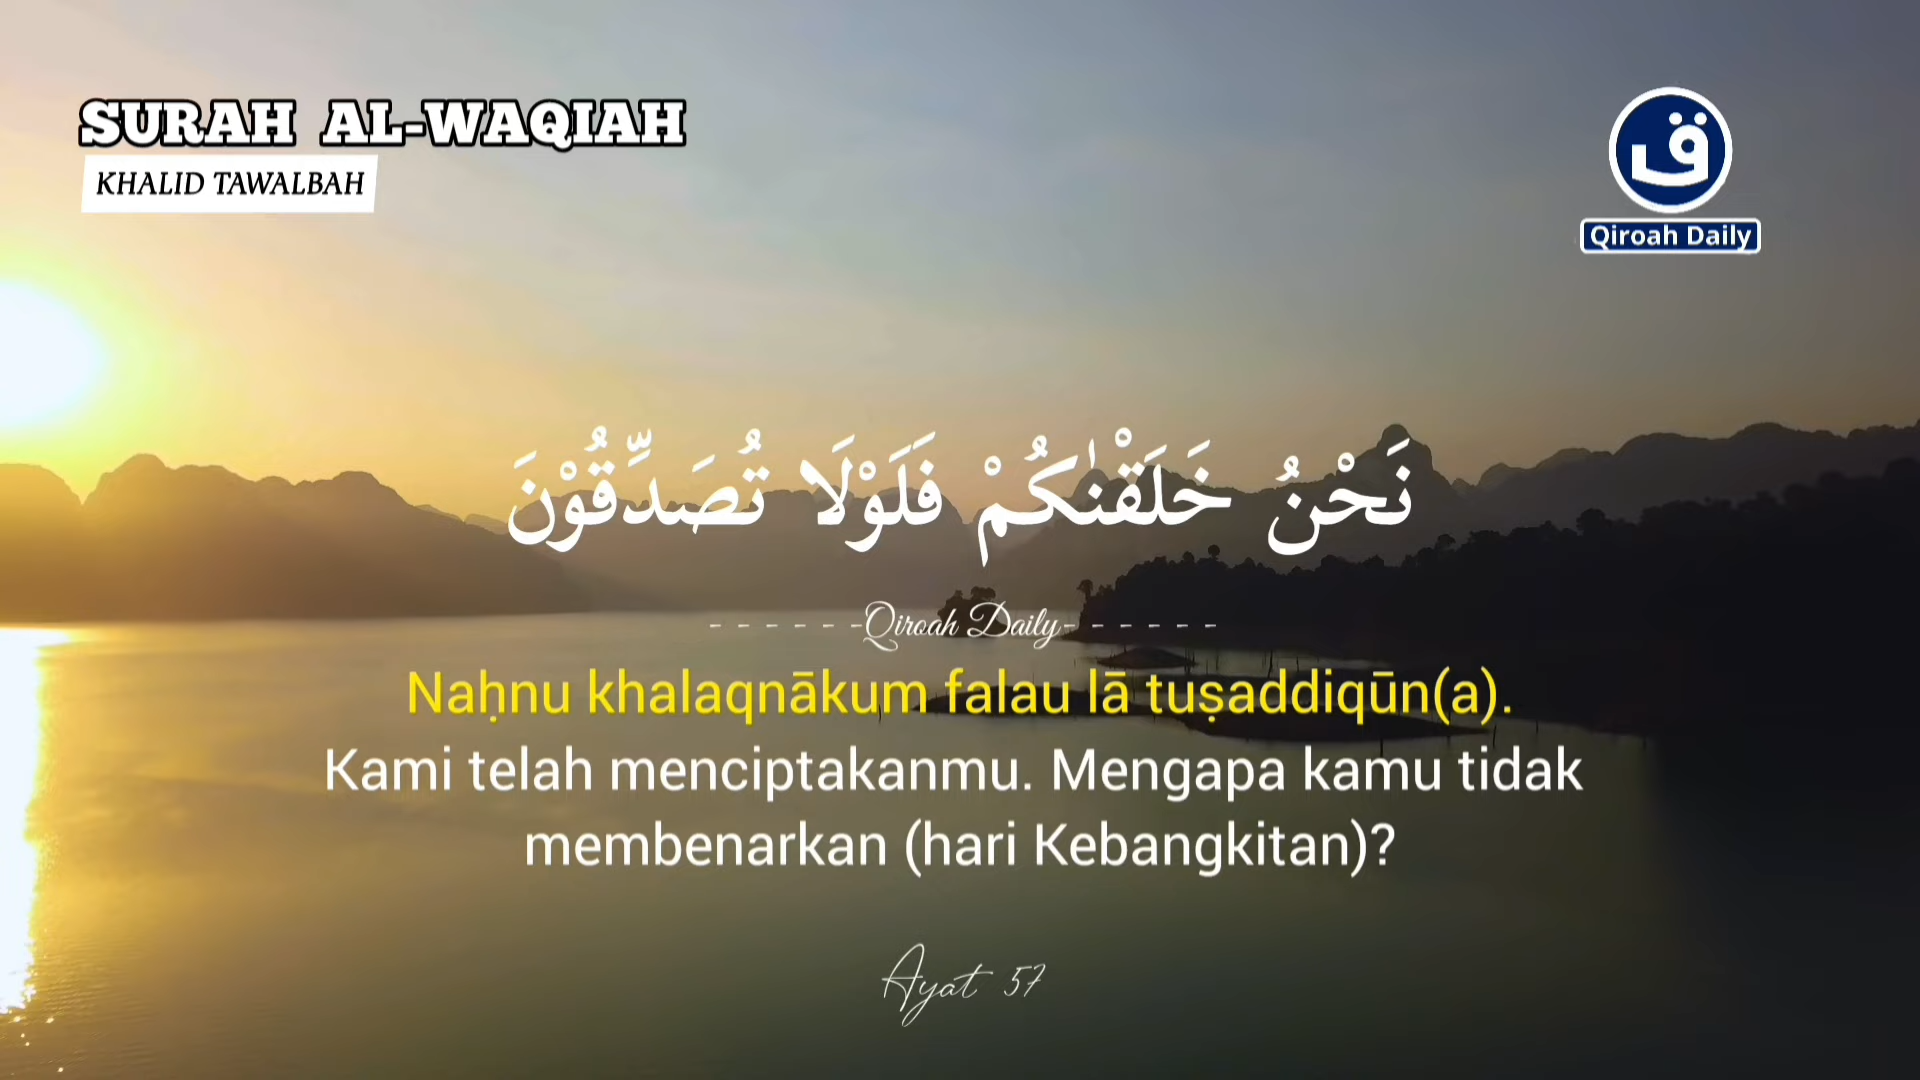 SURAH AL-WAQIAH
KHALID TAWALBAH
ق
Qiroah Daily
نَحْنُ خَلَقْنٰكُمْ فَلَوْلَا تُصَدِّقُوْنَ
------Qiroah Daily------
Naḥnu khalaqnākum falau lā tuṣaddiqūn(a).
Kami telah menciptakanmu. Mengapa kamu tidak
membenarkan (hari Kebangkitan)?
Ayat 57